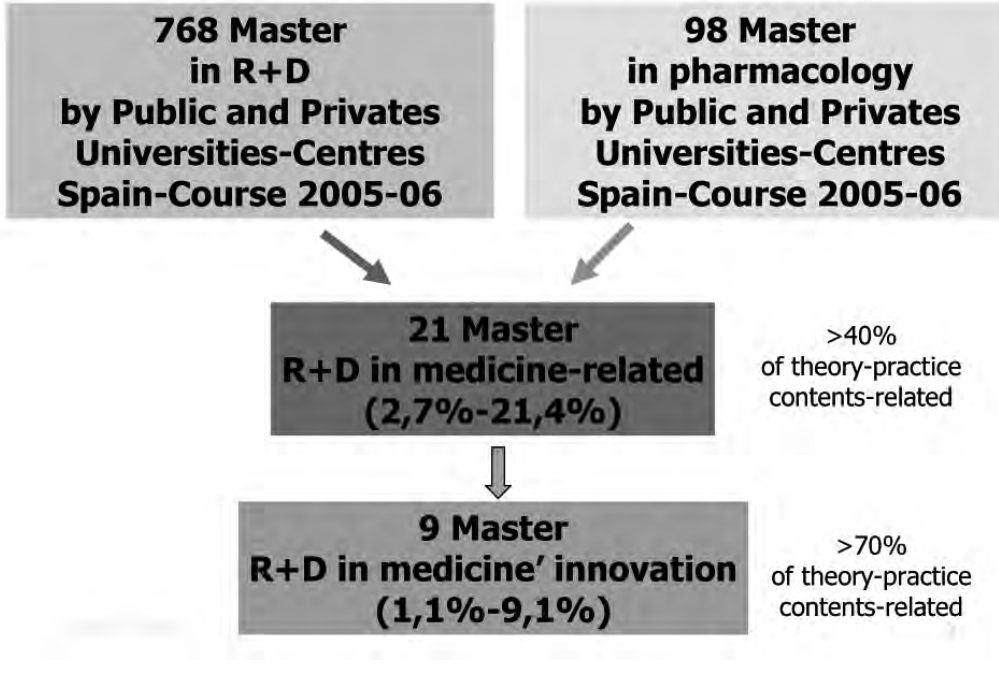 768 Master
in R+D
by Public and Privates
Universities-Centres
Spain-Course 2005-06
98 Master
in pharmacology
by Public and Privates
Universities-Centres
Spain-Course 2005-06
21 Master
R+D in medicine-related
(2,7%-21,4%)
>40%
of theory-practice
contents-related
9 Master
R+D in medicine’ innovation
(1,1%-9,1%)
>70%
of theory-practice
contents-related